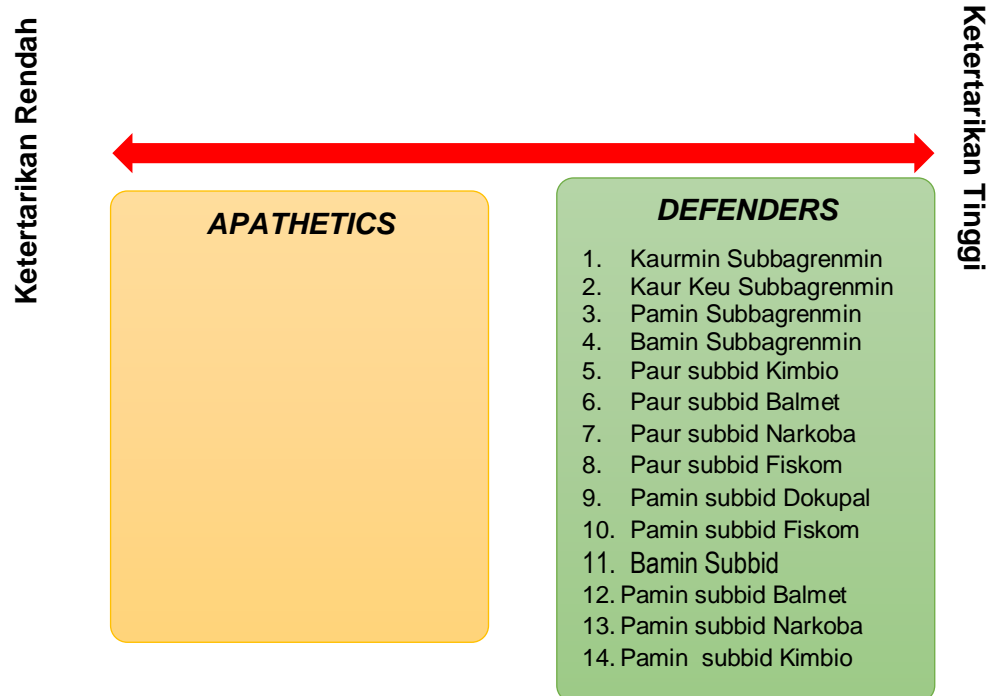 Ketertarikan Rendah
Ketertarikan Tinggi
APATHETICS
DEFENDERS
1. Kaurmin Subbagrenmin
2. Kaur Keu Subbagrenmin
3. Pamin Subbagrenmin
4. Bamin Subbagrenmin
5. Paur subbid Kimbio
6. Paur subbid Balmet
7. Paur subbid Narkoba
8. Paur subbid Fiskom
9. Pamin subbid Dokupal
10. Pamin subbid Fiskom
11. Bamin Subbid
12. Pamin subbid Balmet
13. Pamin subbid Narkoba
14. Pamin subbid Kimbio